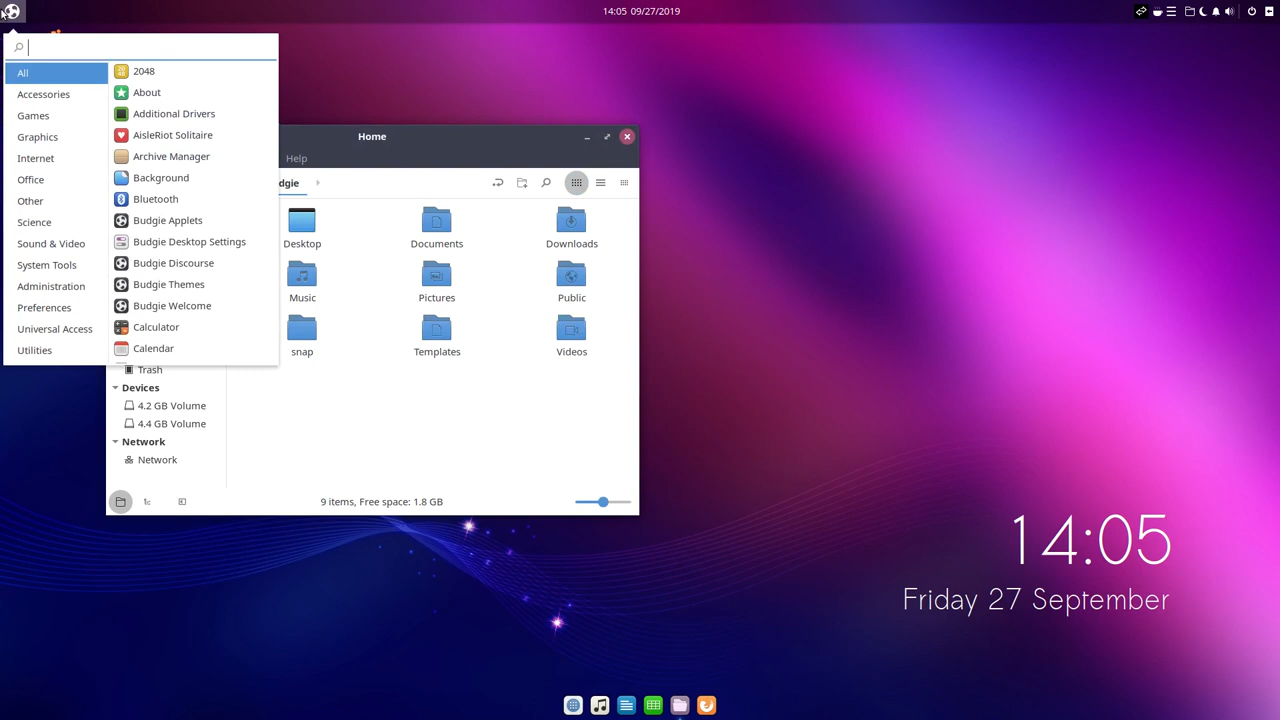 14:05 09/27/2019
All
Accessories
Games
Graphics
Internet
Office
Other
Science
Sound & Video
System Tools
Administration
Preferences
Universal Access
Utilities
2048
About
Additional Drivers
AisleRiot Solitaire
Archive Manager
Background
Bluetooth
Budgie Applets
Budgie Desktop Settings
Budgie Discourse
Budgie Themes
Budgie Welcome
Calculator
Calendar
Home
Help
dgie
Desktop
Documents
Downloads
Music
Pictures
Public
snap
Templates
Videos
Trash
Devices
4.2 GB Volume
4.4 GB Volume
Network
Network
9 items, Free space: 1.8 GB
14:05
Friday 27 September